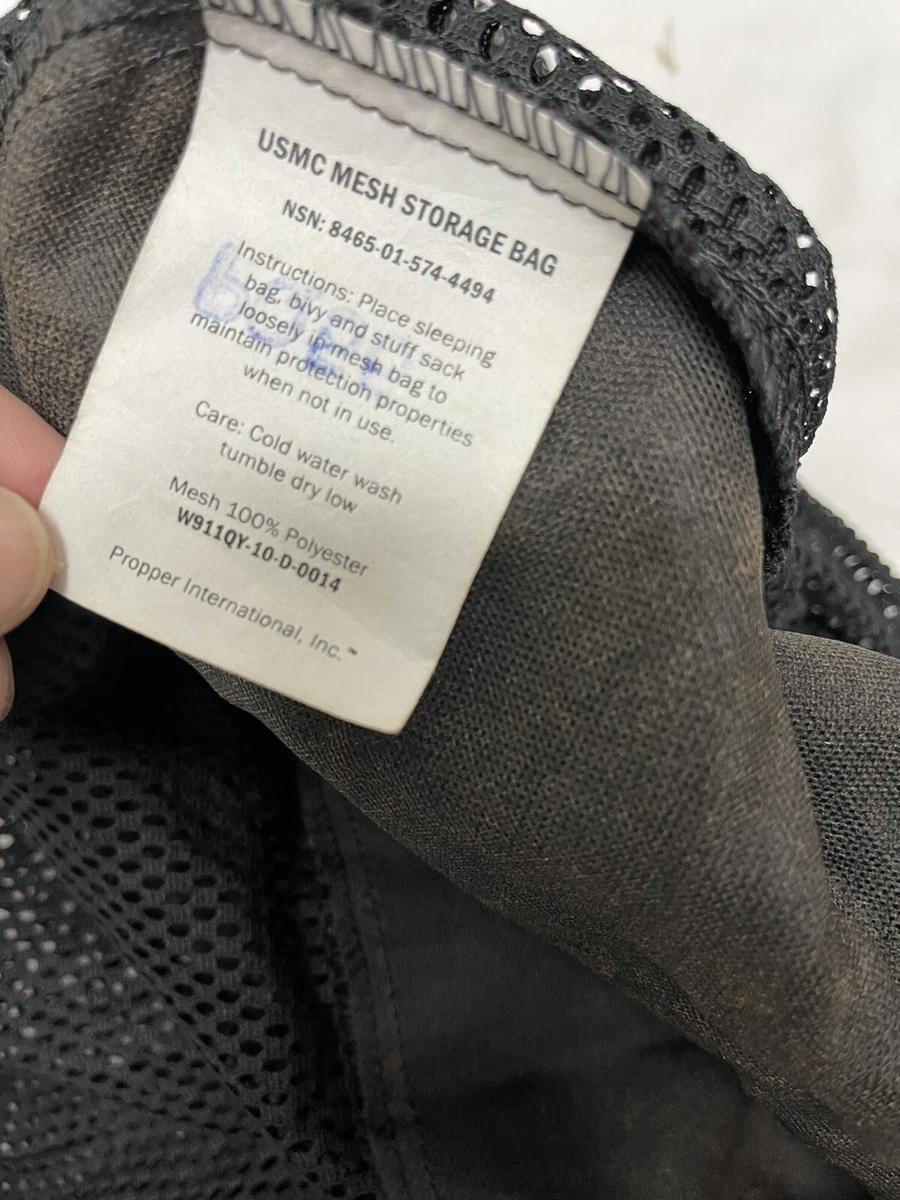 USMC MESH STORAGE BAG
NSN: 8465-01-574-4494
Instructions: Place sleeping
bag, bivy and stuff sack
loosely in mesh bag to
maintain protection properties
when not in use.
Care: Cold water wash
tumble dry low
Mesh 100% Polyester
W911QY-10-D-0014
Propper International, Inc.™